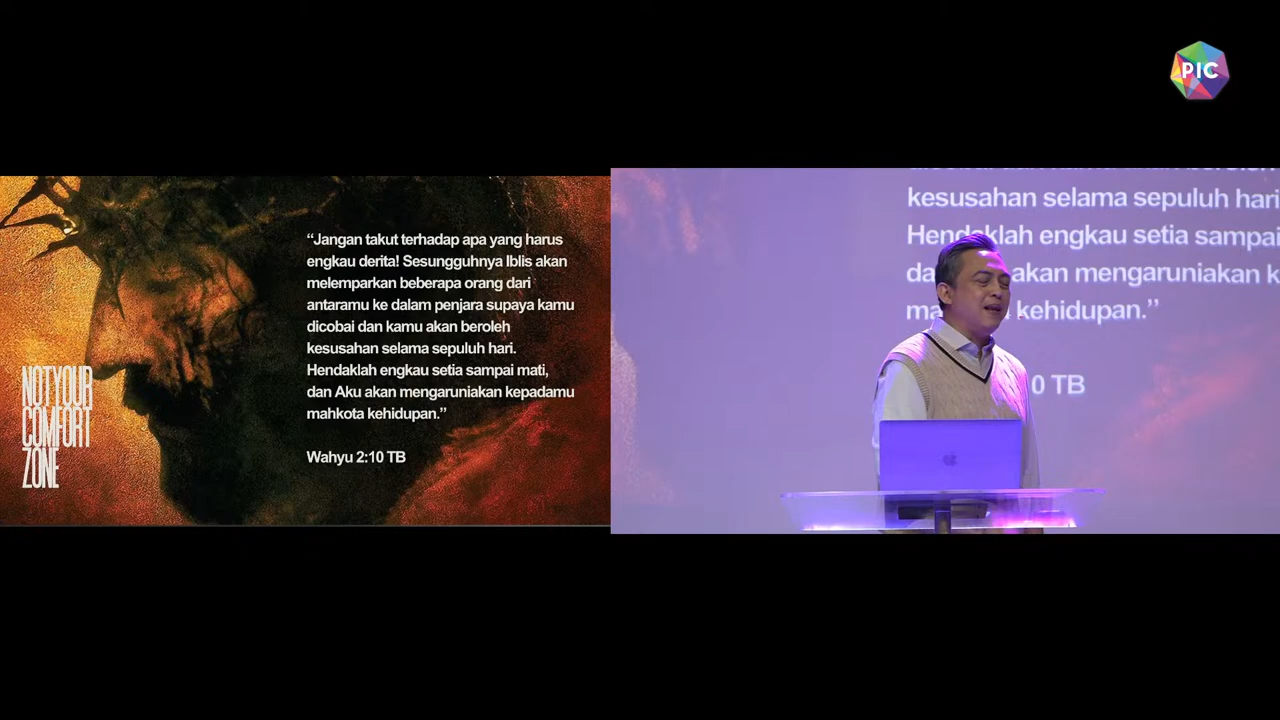 PIC
“Jangan takut terhadap apa yang harus
engkau derita! Sesungguhnya Iblis akan
melemparkan beberapa orang dari
antaramu ke dalam penjara supaya kamu
dicobai dan kamu akan beroleh
kesusahan selama sepuluh hari.
Hendaklah engkau setia sampai mati,
dan Aku akan mengaruniakan kepadamu
mahkota kehidupan.”
Wahyu 2:10 TB
NOT YOUR
COMFORT
ZONE
kesusahan selama sepuluh hari
Hendaklah engkau setia sampai
akan mengaruniakan k
kehidupan.”
0 TB